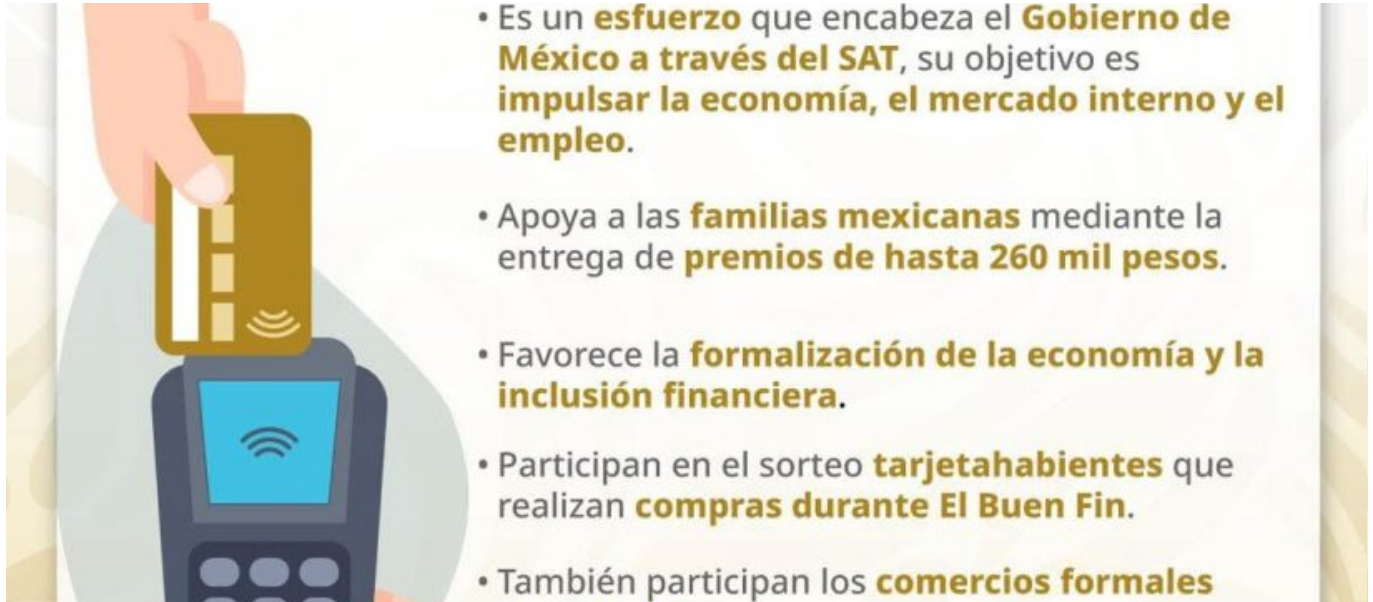 • Es un esfuerzo que encabeza el Gobierno de
México a través del SAT, su objetivo es
impulsar la economía, el mercado interno y el
empleo.
• Apoya a las familias mexicanas mediante la
entrega de premios de hasta 260 mil pesos.
• Favorece la formalización de la economía y la
inclusión financiera.
• Participan en el sorteo tarjetahabientes que
realizan compras durante El Buen Fin.
• También participan los comercios formales